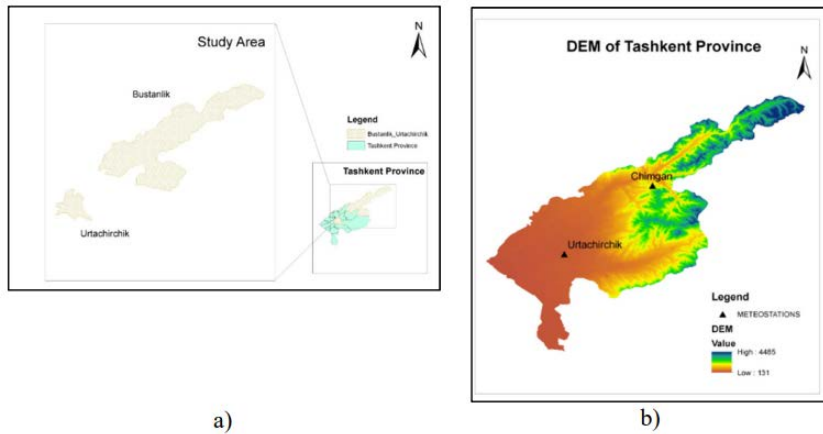 Study Area
N
Bustanlik
Urtachirchik
Legend
Bustanlik_Urtachirchik
Tashkent Province
Tashkent Province
a)
DEM of Tashkent Province
N
Chimgan
Urtachirchik
Legend
METEOSTATIONS
DEM
Value
High : 4485
Low : 131
b)